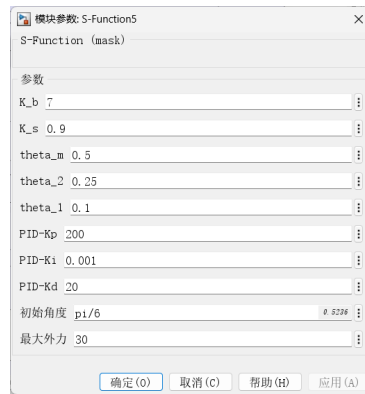 模块参数: S-Function5
S-Function (mask)
参数
K_b 7
K_s 0.9
theta_m 0.5
theta_2 0.25
theta_1 0.1
PID-Kp 200
PID-Ki 0.001
PID-Kd 20
初始角度 pi/6 0.5236
最大外力 30
确定(O) 取消(C) 帮助(H) 应用(A)